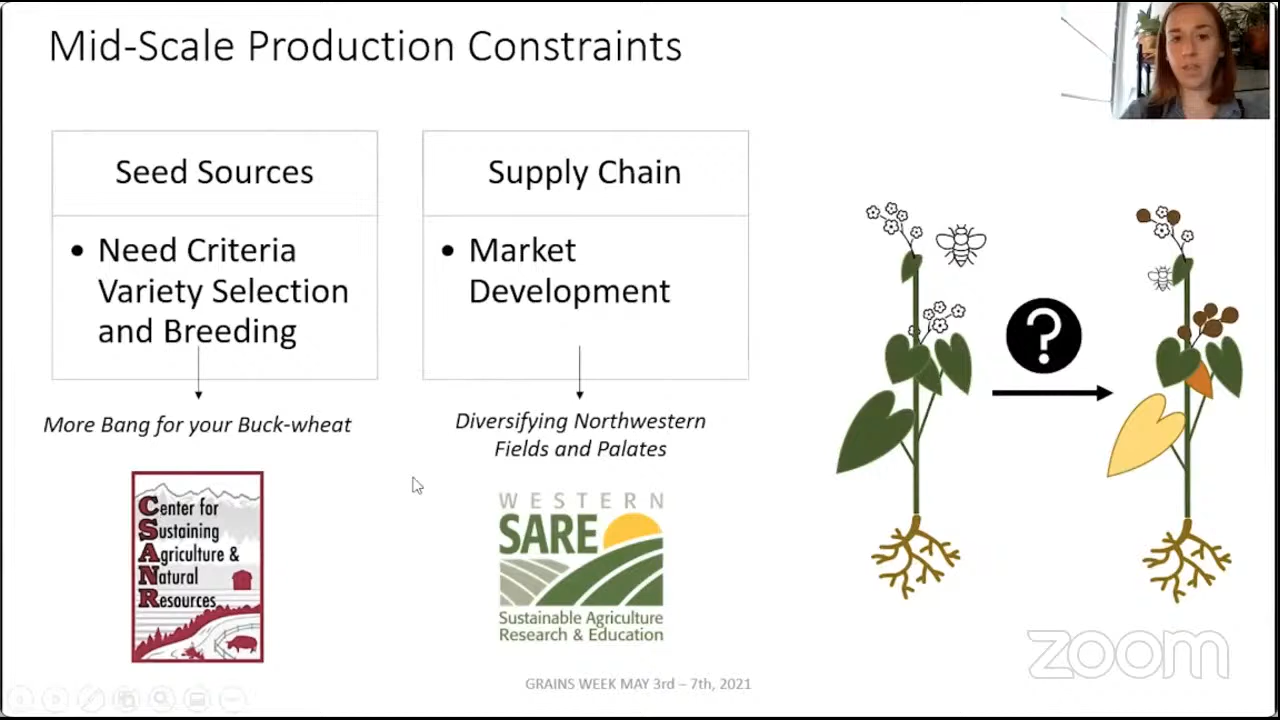 Mid-Scale Production Constraints
Seed Sources
• Need Criteria
Variety Selection
and Breeding
Supply Chain
• Market
Development
?
More Bang for your Buck-wheat
Diversifying Northwestern
Fields and Palates
Center for
Sustaining
Agriculture &
Natural
Resources
WESTERN
SARE
Sustainable Agriculture
Research & Education
zoom
GRAINS WEEK MAY 3rd – 7th, 2021